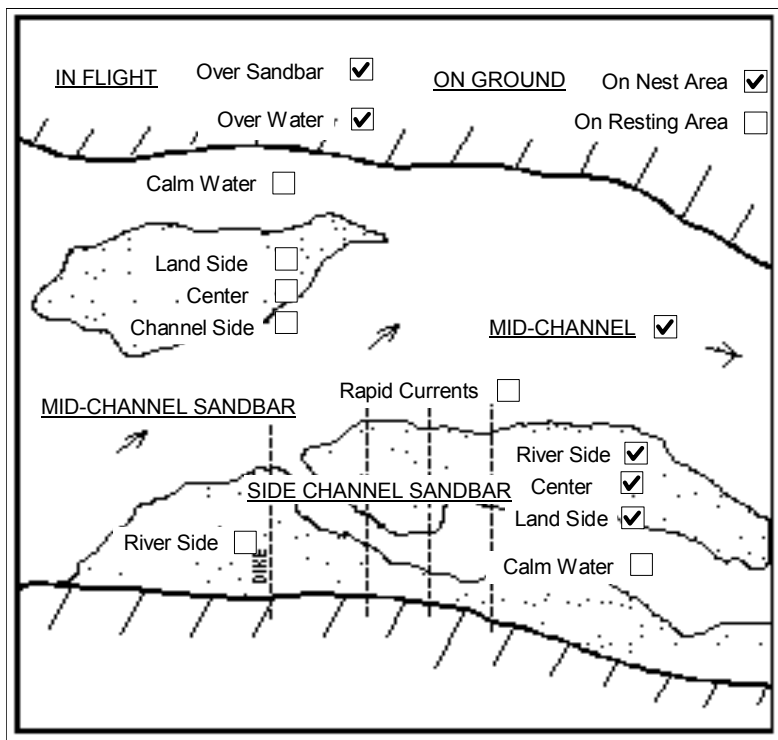 IN FLIGHT Over Sandbar ON GROUND On Nest Area
Over Water On Resting Area
Calm Water
Land Side
Center
Channel Side
MID-CHANNEL
Rapid Currents
MID-CHANNEL SANDBAR
River Side
SIDE CHANNEL SANDBAR Center
Land Side
River Side
DIKE
Calm Water